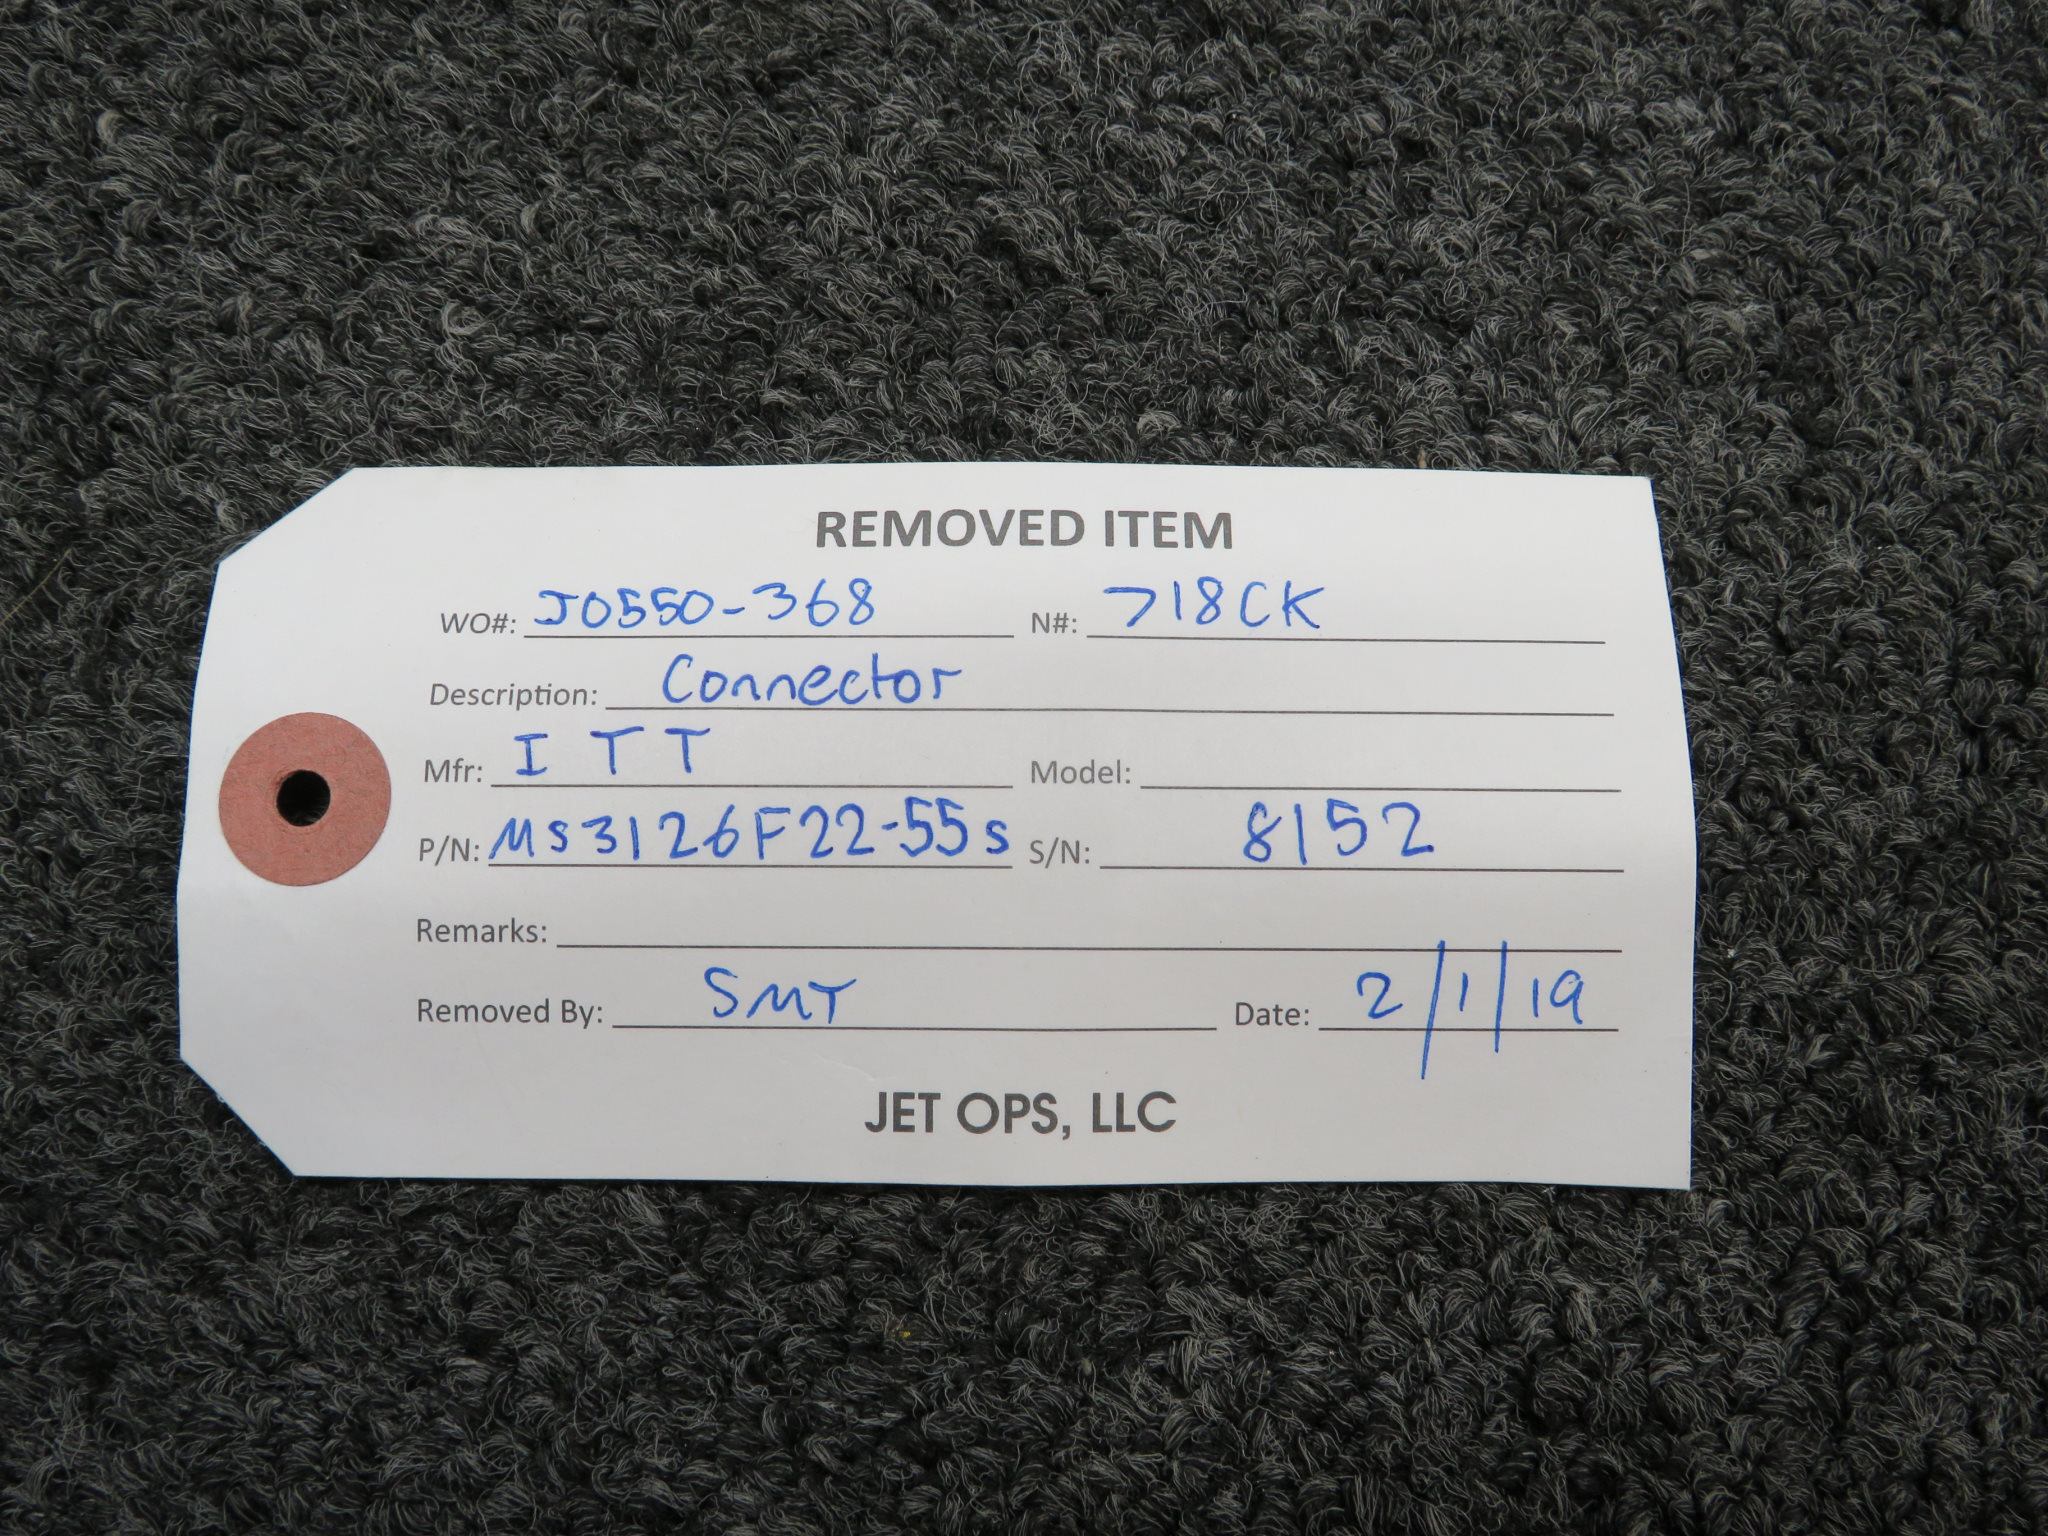 REMOVED ITEM
WO#: J0550-368 N#: 718CK
Description: Connector
Mfr: ITT Model:
P/N: MS3126F22-55S S/N: 8152
Remarks:
Removed By: SMT Date: 2/1/19
JET OPS, LLC